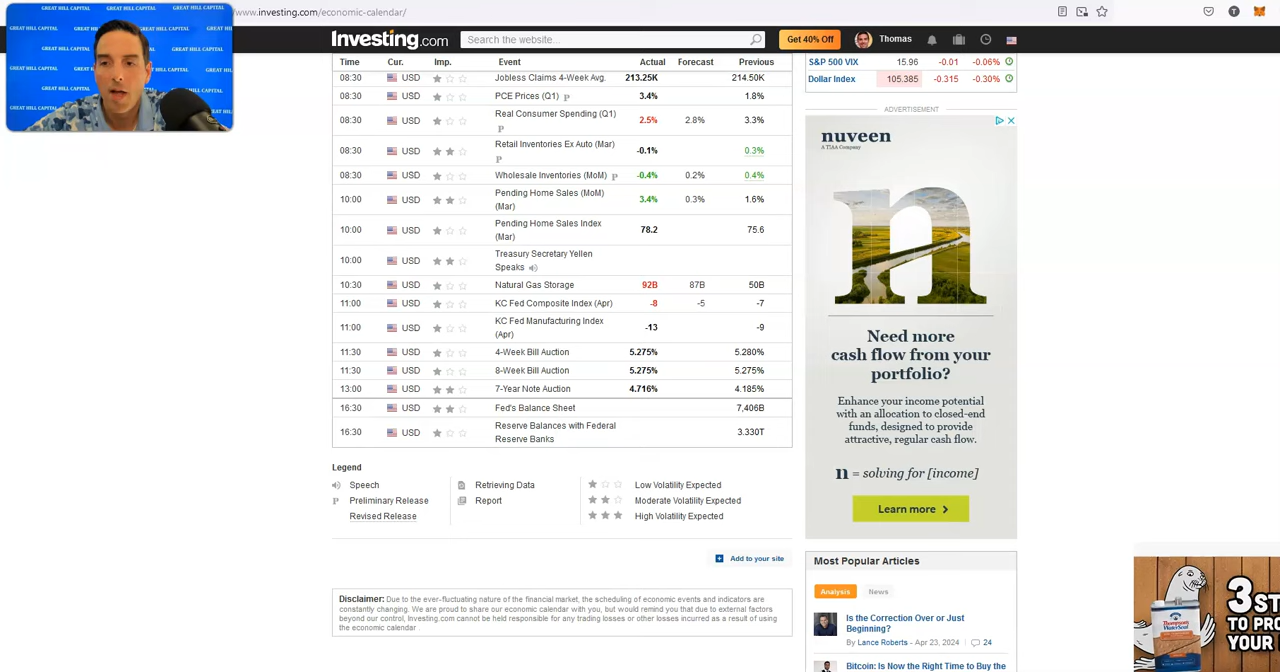 GREAT HILL CAPITAL
GREAT HILL CAPITAL
www.investing.com/economic-calendar/
Investing.com
Search the website...
Get 40% Off
Thomas
Time Cur. Imp. Event Actual Forecast Previous
08:30 USD Jobless Claims 4-Week Avg. 213.25K 214.50K
08:30 USD PCE Prices (Q1) P 3.4% 1.8%
08:30 USD Real Consumer Spending (Q1) P 2.5% 2.8% 3.3%
08:30 USD Retail Inventories Ex Auto (Mar) P -0.1% 0.3%
08:30 USD Wholesale Inventories (MoM) P -0.4% 0.2% 0.4%
10:00 USD Pending Home Sales (MoM) (Mar) 3.4% 0.3% 1.6%
10:00 USD Pending Home Sales Index (Mar) 78.2 75.6
10:00 USD Treasury Secretary Yellen Speaks
10:30 USD Natural Gas Storage 92B 87B 50B
11:00 USD KC Fed Composite Index (Apr) -8 -5 -7
11:00 USD KC Fed Manufacturing Index (Apr) -13 -9
11:30 USD 4-Week Bill Auction 5.275% 5.280%
11:30 USD 8-Week Bill Auction 5.275% 5.275%
13:00 USD 7-Year Note Auction 4.716% 4.185%
16:30 USD Fed's Balance Sheet 7,406B
16:30 USD Reserve Balances with Federal Reserve Banks 3.330T
Legend
Speech Retrieving Data Low Volatility Expected
P Preliminary Release Report Moderate Volatility Expected
Revised Release High Volatility Expected
Add to your site
Disclaimer: Due to the ever-fluctuating nature of the financial market, the scheduling of economic events and indicators are
constantly changing. We are proud to share our economic calendar with you, but would remind you that due to external factors
beyond our control, Investing.com cannot be held responsible for any trading losses or other losses incurred as a result of using
the economic calendar
S&P 500 VIX 15.96 -0.01 -0.06%
Dollar Index 105.385 -0.315 -0.30%
ADVERTISEMENT
nuveen
A TIAA Company
n
Need more
cash flow from your
portfolio?
Enhance your income potential
with an allocation to closed-end
funds, designed to provide
attractive, regular cash flow.
n = solving for [income]
Learn more
Most Popular Articles
Analysis News
Is the Correction Over or Just
Beginning?
By Lance Roberts - Apr 23, 2024 24
Bitcoin: Is Now the Right Time to Buy the
3 ST
TO PRO
YOUR
Thompson's
WaterSeal